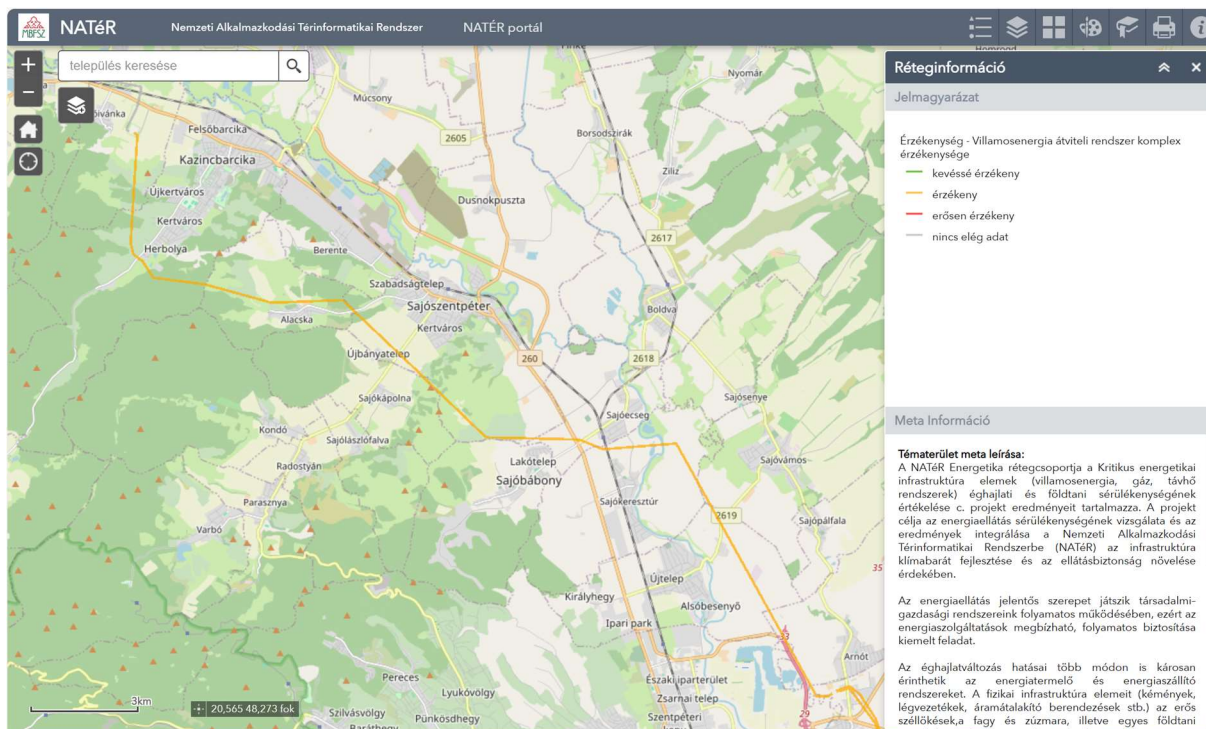 MBFSZ
NATéR
Nemzeti Alkalmazkodási Térinformatikai Rendszer
NATÉR portál
település keresése
Nyomár
Múcsony
2605
Borsodszirák
Felsőbarcika
Kazincbarcika
Ziliz
Újkertváros
Dusnokpuszta
Kertváros
2617
Herbolya
Berente
Szabadságtelep
Sajószentpéter
Boldva
Alacska
Kertváros
Újbányatelep
260
2618
Sajókápolna
Sajósenye
Sajóecseg
Kondó
Sajólászlófalva
Lakótelep
Sajóvámos
Radostyán
Sajóbábony
Parasznya
Sajókeresztúr
2619
Sajópálfala
Varbó
35
Újtelep
Királyhegy
Alsóbesenyő
Ipari park
33
Arnót
Pereces
Északi iparterület
Lyukóvölgy
Zsarnai telep
29
Szilvásvölgy
Pünkösdhegy
Szentpéteri
3km
20,565 48,273 fok
Réteginformáció
Jelmagyarázat
Érzékenység - Villamosenergia átviteli rendszer komplex
érzékenysége
kevéssé érzékeny
érzékeny
erősen érzékeny
nincs elég adat
Meta Információ
Tématerület meta leírása:
A NATéR Energetika rétegcsoportja a Kritikus energetikai
infrastruktúra elemek (villamosenergia, gáz, távhő
rendszerek) éghajlati és földtani sérülékenységének
értékelése c. projekt eredményeit tartalmazza. A projekt
célja az energiaellátás sérülékenységének vizsgálata és az
eredmények integrálása a Nemzeti Alkalmazkodási
Térinformatikai Rendszerbe (NATéR) az infrastruktúra
klímabarát fejlesztése és az ellátásbiztonság növelése
érdekében.
Az energiaellátás jelentős szerepet játszik társadalmi-
gazdasági rendszereink folyamatos működésében, ezért az
energiaszolgáltatások megbízható, folyamatos biztosítása
kiemelt feladat.
Az éghajlatváltozás hatásai több módon is károsan
érinthetik az energiatermelő és energiaszállító
rendszereket. A fizikai infrastruktúra elemeit (kémények,
légvezetékek, áramátalakító berendezések stb.) az erős
széllökések,a fagy és zúzmara, illetve egyes földtani